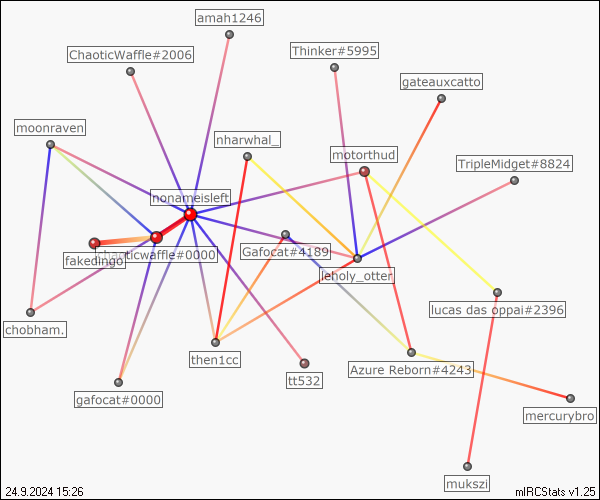 amah1246
ChaoticWaffle#2006
Thinker#5995
gateauxcatto
moonraven
nharwhal_
motorthud
TripleMidget#8824
nonameisleft
fakedingo
chaoticwaffle#0000
Gafocat#4189
leholy_otter
lucas das oppai#2396
chobham.
then1cc
tt532
Azure Reborn#4243
gafocat#0000
mercurybro
mukszi
24.9.2024 15:26
mIRCStats v1.25